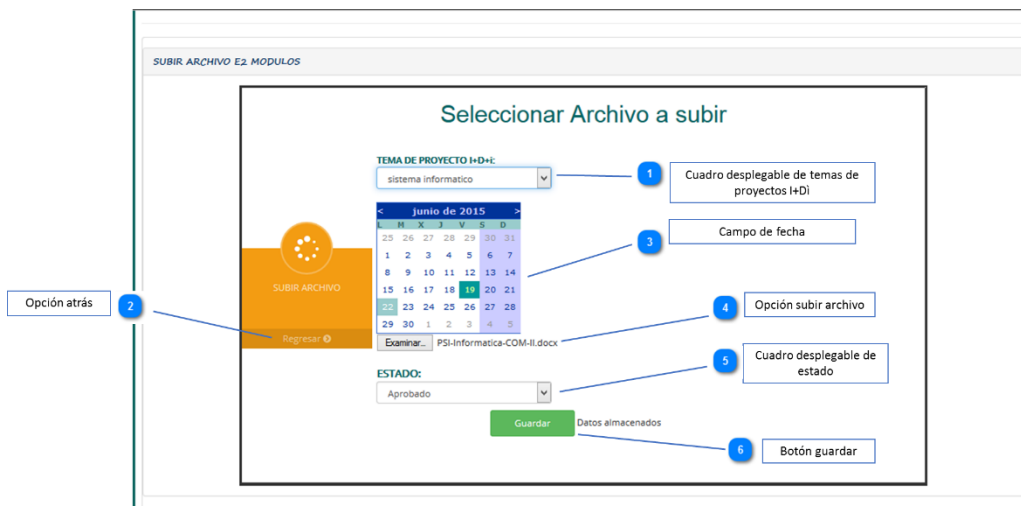 SUBIR ARCHIVO E2 MODULOS
Seleccionar Archivo a subir
TEMA DE PROYECTO I+D+i:
sistema informatico
1
Cuadro desplegable de temas de
proyectos I+Dì
< junio de 2015 >
L M X J V S D
25 26 27 28 29 30 31
1 2 3 4 5 6 7
8 9 10 11 12 13 14
15 16 17 18 19 20 21
22 23 24 25 26 27 28
29 30 1 2 3 4 5
3
Campo de fecha
SUBIR ARCHIVO
Regresar
Opción atrás
2
Examinar... PSI-Informatica-COM-II.docx
4
Opción subir archivo
ESTADO:
Aprobado
5
Cuadro desplegable de
estado
Guardar Datos almacenados
6
Botón guardar